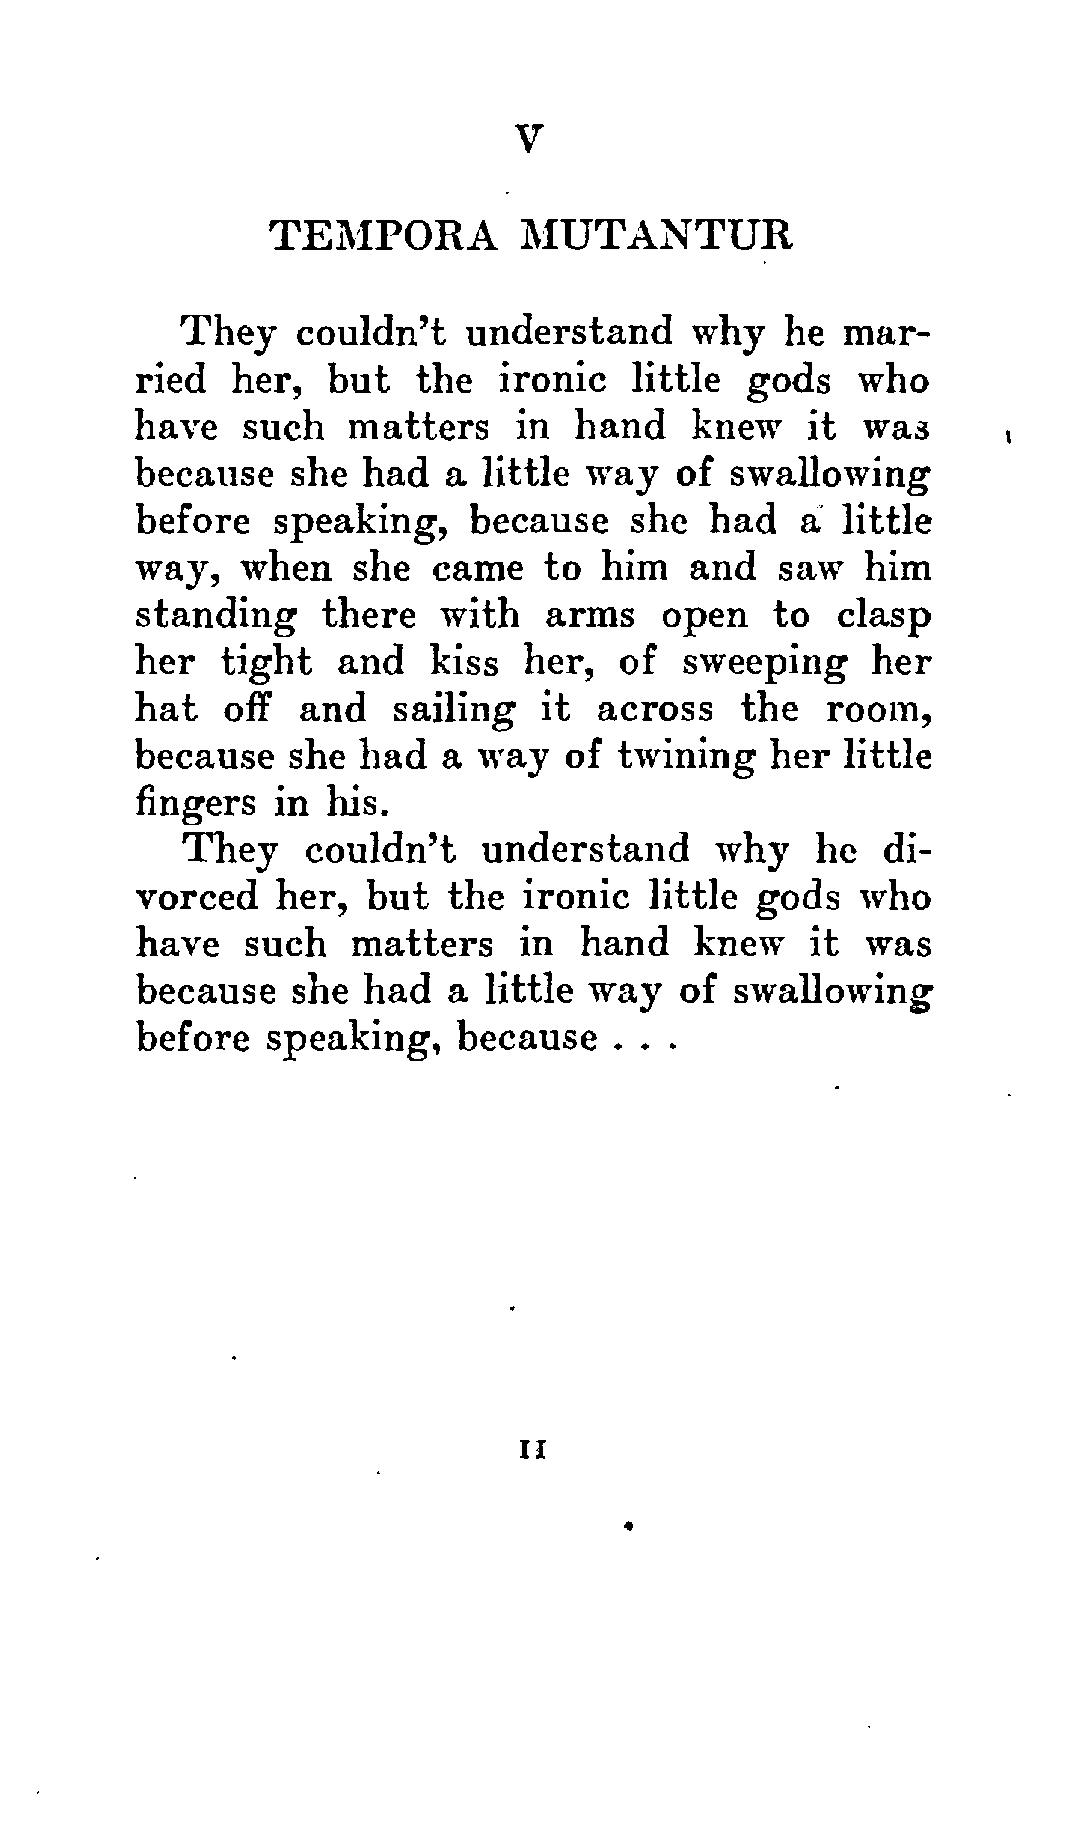 V
TEMPORA MUTANTUR
They couldn't understand why he mar-
ried her, but the ironic little gods who
have such matters in hand knew it was
because she had a little way of swallowing
before speaking, because she had a little
way, when she came to him and saw him
standing there with arms open to clasp
her tight and kiss her, of sweeping her
hat off and sailing it across the room,
because she had a way of twining her little
fingers in his.
They couldn't understand why he di-
vorced her, but the ironic little gods who
have such matters in hand knew it was
because she had a little way of swallowing
before speaking, because . . .
11